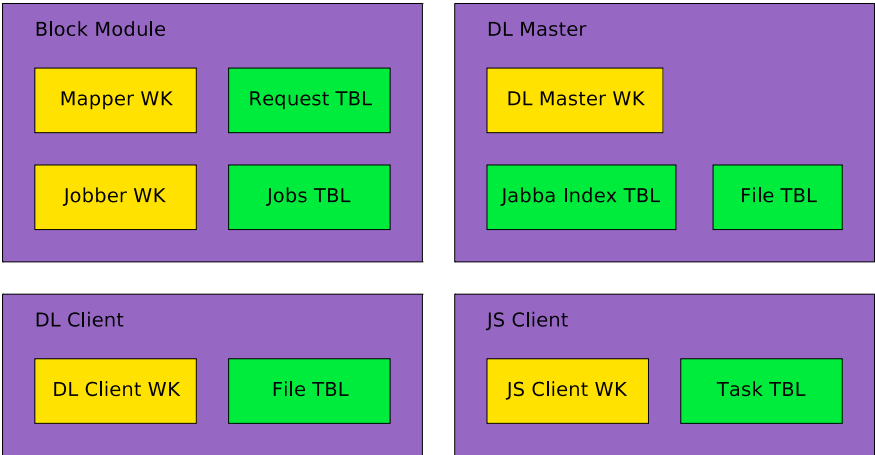 Block Module
Mapper WK
Request TBL
Jobber WK
Jobs TBL
DL Master
DL Master WK
Jabba Index TBL
File TBL
DL Client
DL Client WK
File TBL
JS Client
JS Client WK
Task TBL